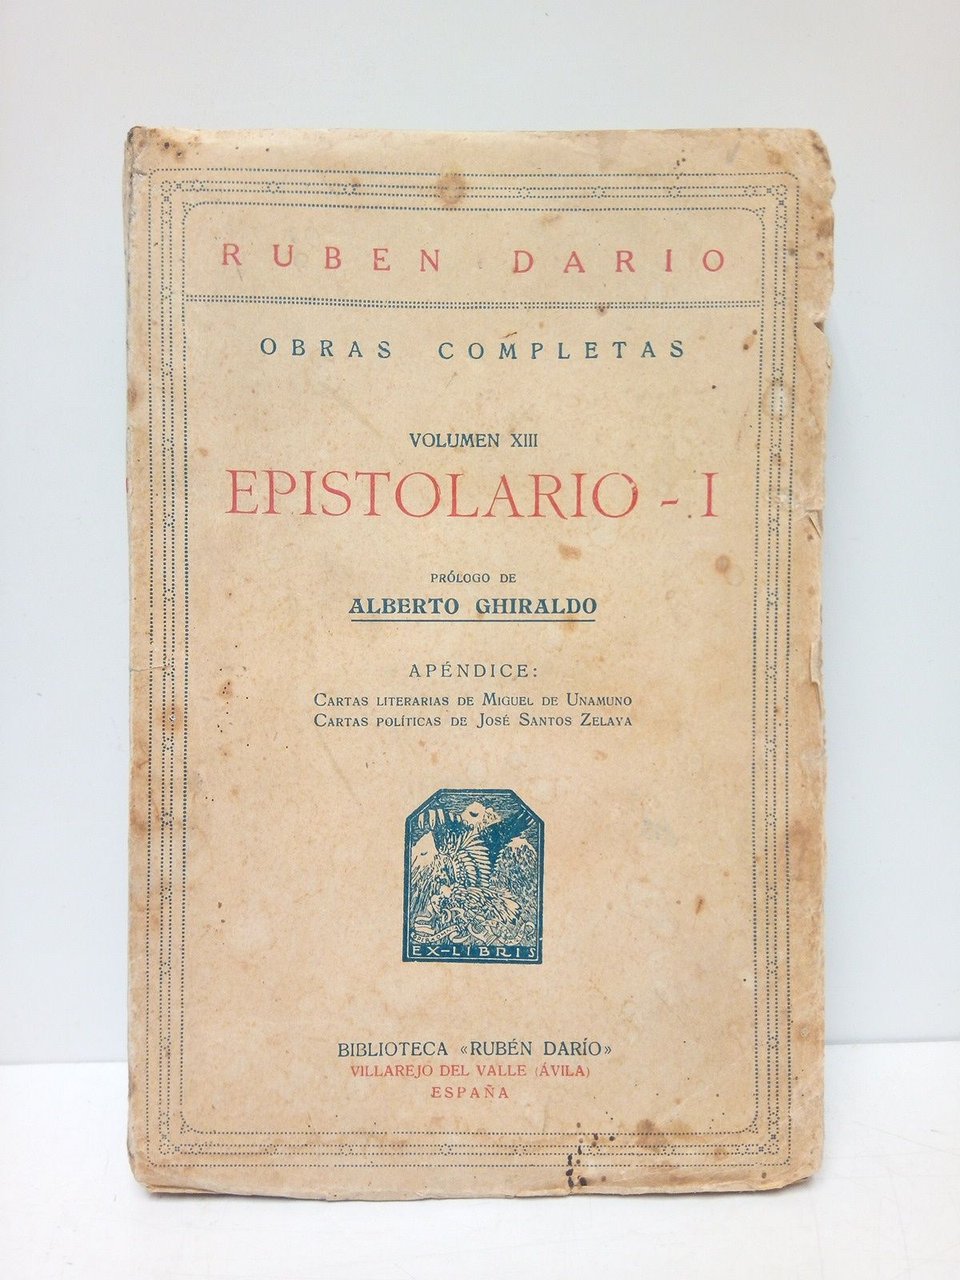 RUBEN DARIO
OBRAS COMPLETAS
VOLUMEN XIII
EPISTOLARIO - I
PRÓLOGO DE
ALBERTO GHIRALDO
APÉNDICE:
CARTAS LITERARIAS DE MIGUEL DE UNAMUNO
CARTAS POLÍTICAS DE JOSÉ SANTOS ZELAYA
EX-LIBRIS
BIBLIOTECA «RUBÉN DARÍO»
VILLAREJO DEL VALLE (ÁVILA)
ESPAÑA